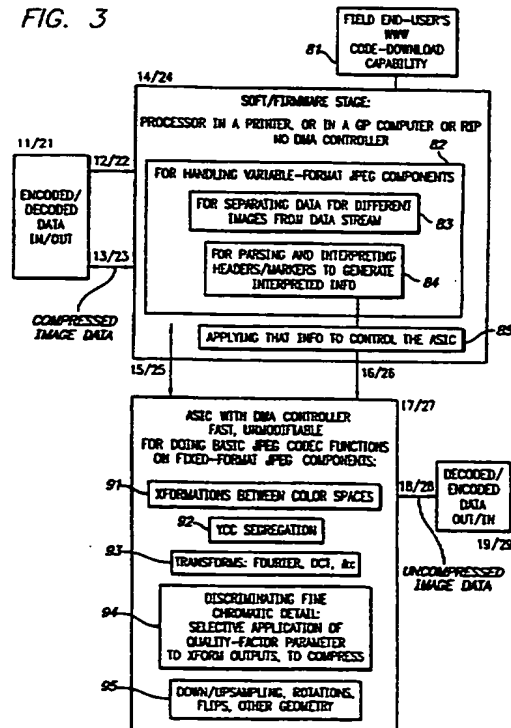 FIG. 3
FIELD END-USER'S
WWW
CODE-DOWNLOAD
CAPABILITY
81
14/24
SOFT/FIRMWARE STAGE:
PROCESSOR IN A PRINTER, OR IN A GP COMPUTER OR RIP
NO DMA CONTROLLER
82
11/21
12/22
FOR HANDLING VARIABLE-FORMAT JPEG COMPONENTS
ENCODED/
DECODED
DATA
IN/OUT
FOR SEPARATING DATA FOR DIFFERENT
IMAGES FROM DATA STREAM
83
13/23
FOR PARSING AND INTERPRETING
HEADERS/MARKERS TO GENERATE
INTERPRETED INFO
84
COMPRESSED
IMAGE DATA
APPLYING THAT INFO TO CONTROL THE ASIC
85
15/25
16/26
17/27
ASIC WITH DMA CONTROLLER
FAST, UNMODIFIABLE
FOR DOING BASIC JPEG CODEC FUNCTIONS
ON FIXED-FORMAT JPEG COMPONENTS:
18/28
DECODED/
ENCODED
DATA
OUT/IN
19/29
91
XFORMATIONS BETWEEN COLOR SPACES
92
YCC SEGREGATION
UNCOMPRESSED
IMAGE DATA
93
TRANSFORMS: FOURIER, DCT, &c
94
DISCRIMINATING FINE
CHROMATIC DETAIL:
SELECTIVE APPLICATION OF
QUALITY-FACTOR PARAMETER
TO XFORM OUTPUTS, TO COMPRESS
95
DOWN/UPSAMPLING, ROTATIONS,
FLIPS, OTHER GEOMETRY